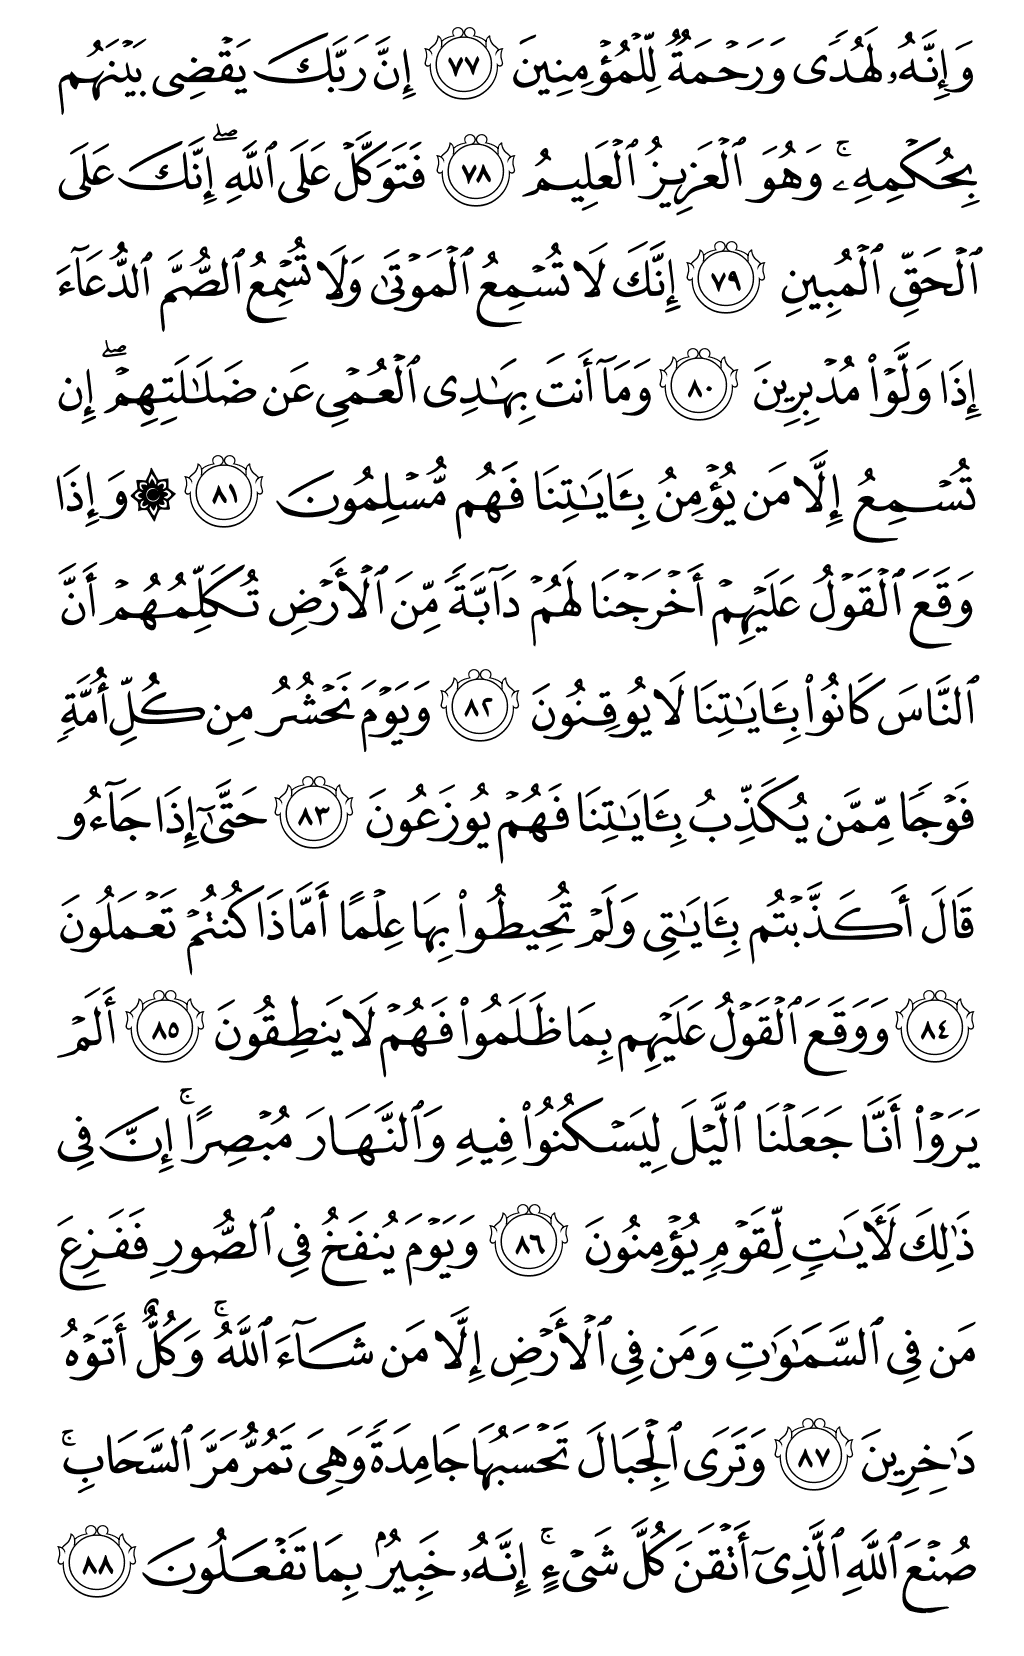 وَإِنَّهُۥ لَهُدٗى وَرَحۡمَةٞ لِّلۡمُؤۡمِنِينَ ٧٧ إِنَّ رَبَّكَ يَقۡضِي بَيۡنَهُم
بِحُكۡمِهِۦۚ وَهُوَ ٱلۡعَزِيزُ ٱلۡعَلِيمُ ٧٨ فَتَوَكَّلۡ عَلَى ٱللَّهِۖ إِنَّكَ عَلَى
ٱلۡحَقِّ ٱلۡمُبِينِ ٧٩ إِنَّكَ لَا تُسۡمِعُ ٱلۡمَوۡتَىٰ وَلَا تُسۡمِعُ ٱلصُّمَّ ٱلدُّعَآءَ
إِذَا وَلَّوۡاْ مُدۡبِرِينَ ٨٠ وَمَآ أَنتَ بِهَٰدِي ٱلۡعُمۡيِ عَن ضَلَٰلَتِهِمۡۖ إِن
تُسۡمِعُ إِلَّا مَن يُؤۡمِنُ بِـَٔايَٰتِنَا فَهُم مُّسۡلِمُونَ ٨١ ۞ وَإِذَا
وَقَعَ ٱلۡقَوۡلُ عَلَيۡهِمۡ أَخۡرَجۡنَا لَهُمۡ دَآبَّةٗ مِّنَ ٱلۡأَرۡضِ تُكَلِّمُهُمۡ أَنَّ
ٱلنَّاسَ كَانُواْ بِـَٔايَٰتِنَا لَا يُوقِنُونَ ٨٢ وَيَوۡمَ نَحۡشُرُ مِن كُلِّ أُمَّةٖ
فَوۡجٗا مِّمَّن يُكَذِّبُ بِـَٔايَٰتِنَا فَهُمۡ يُوزَعُونَ ٨٣ حَتَّىٰٓ إِذَا جَآءُو
قَالَ أَكَذَّبۡتُم بِـَٔايَٰتِي وَلَمۡ تُحِيطُواْ بِهَا عِلۡمًا أَمَّاذَا كُنتُمۡ تَعۡمَلُونَ
٨٤ وَوَقَعَ ٱلۡقَوۡلُ عَلَيۡهِم بِمَا ظَلَمُواْ فَهُمۡ لَا يَنطِقُونَ ٨٥ أَلَمۡ
يَرَوۡاْ أَنَّا جَعَلۡنَا ٱلَّيۡلَ لِيَسۡكُنُواْ فِيهِ وَٱلنَّهَارَ مُبۡصِرًاۚ إِنَّ فِي
ذَٰلِكَ لَأٓيَٰتٖ لِّقَوۡمٖ يُؤۡمِنُونَ ٨٦ وَيَوۡمَ يُنفَخُ فِي ٱلصُّورِ فَفَزِعَ
مَن فِي ٱلسَّمَٰوَٰتِ وَمَن فِي ٱلۡأَرۡضِ إِلَّا مَن شَآءَ ٱللَّهُۚ وَكُلٌّ أَتَوۡهُ
دَٰخِرِينَ ٨٧ وَتَرَى ٱلۡجِبَالَ تَحۡسَبُهَا جَامِدَةٗ وَهِيَ تَمُرُّ مَرَّ ٱلسَّحَابِۚ
صُنۡعَ ٱللَّهِ ٱلَّذِيٓ أَتۡقَنَ كُلَّ شَيۡءٍۚ إِنَّهُۥ خَبِيرُۢ بِمَا تَفۡعَلُونَ ٨٨